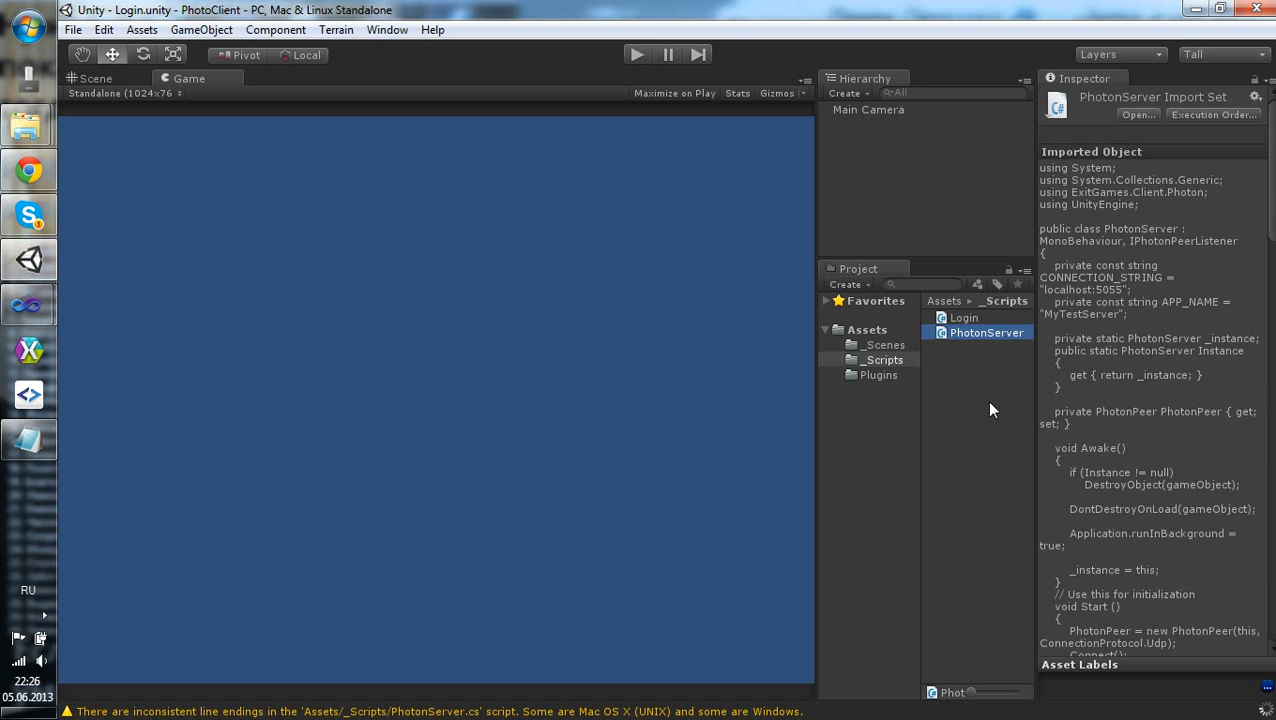 Unity - Login.unity - PhotoClient - PC, Mac & Linux Standalone
File Edit Assets GameObject Component Terrain Window Help
Pivot Local Layers Tall
Scene Game
Standalone (1024x76 Maximize on Play Stats Gizmos
Hierarchy
Create All
Main Camera
Project
Create
Favorites
Assets
_Scenes
_Scripts
Plugins
Assets _Scripts
Login
PhotonServer
Phot
Inspector
PhotonServer Import Set
Open... Execution Order...
Imported Object
using System;
using System.Collections.Generic;
using ExitGames.Client.Photon;
using UnityEngine;
public class PhotonServer :
MonoBehaviour, IPhotonPeerListener
{
private const string
CONNECTION_STRING =
"localhost:5055";
private const string APP_NAME =
"MyTestServer";
private static PhotonServer _instance;
public static PhotonServer Instance
{
get { return _instance; }
}
private PhotonPeer PhotonPeer { get;
set; }
void Awake()
{
if (Instance != null)
DestroyObject(gameObject);
DontDestroyOnLoad(gameObject);
Application.runInBackground =
true;
_instance = this;
}
// Use this for initialization
void Start ()
{
PhotonPeer = new PhotonPeer(this,
ConnectionProtocol.Udp);
Connect();
Asset Labels
RU
22:26
05.06.2013
There are inconsistent line endings in the 'Assets/_Scripts/PhotonServer.cs' script. Some are Mac OS X (UNIX) and some are Windows.